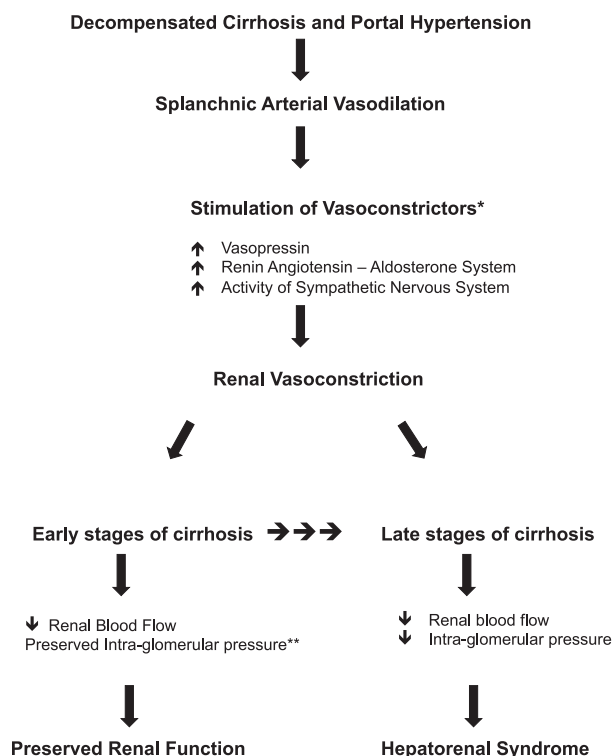 Decompensated Cirrhosis and Portal Hypertension
Splanchnic Arterial Vasodilation
Stimulation of Vasoconstrictors*
↑ Vasopressin
↑ Renin Angiotensin – Aldosterone System
↑ Activity of Sympathetic Nervous System
Renal Vasoconstriction
Early stages of cirrhosis →→→ Late stages of cirrhosis
↓ Renal Blood Flow
Preserved Intra-glomerular pressure**
↓ Renal blood flow
↓ Intra-glomerular pressure
Preserved Renal Function
Hepatorenal Syndrome